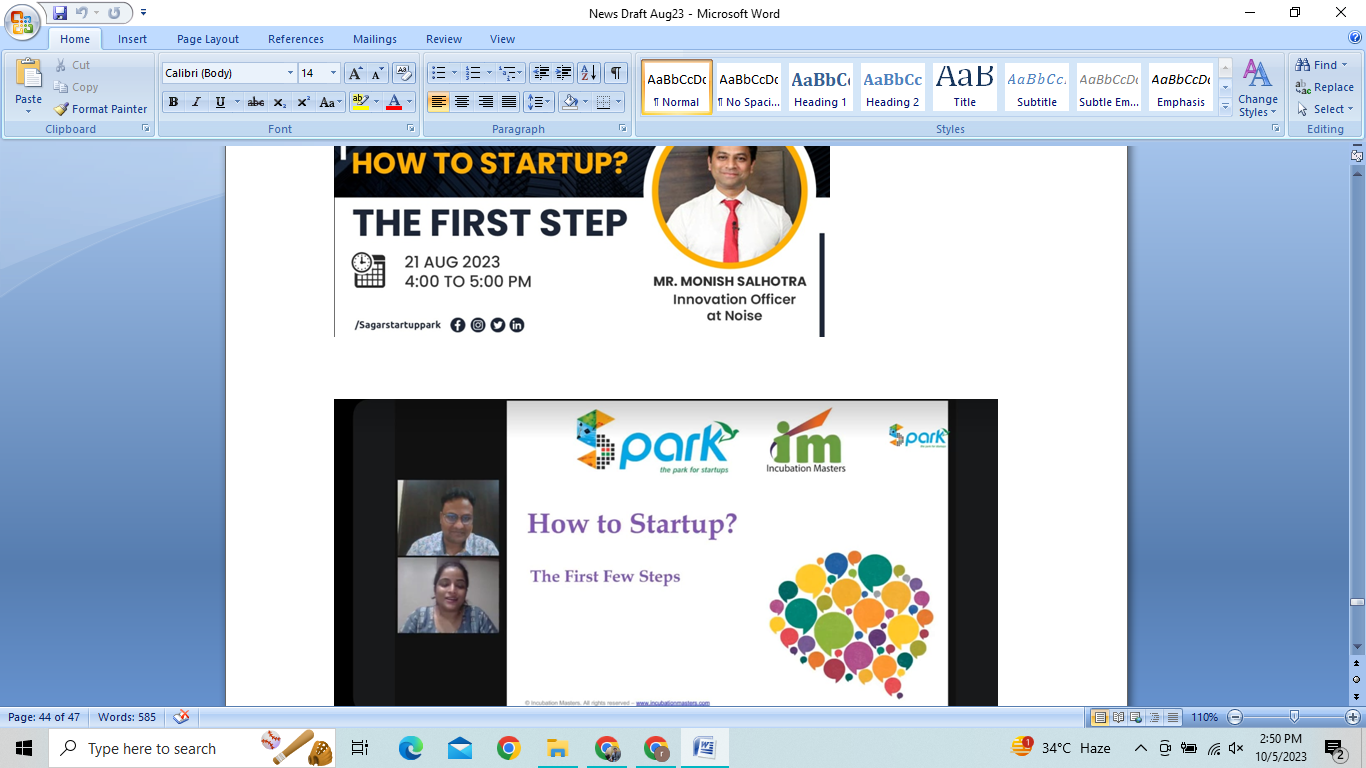 News Draft Aug23 - Microsoft Word
Home Insert Page Layout References Mailings Review View
Paste
Cut
Copy
Format Painter
Clipboard
Calibri (Body) 14
B I U abc x₂ x² Aa ab A
Font
Paragraph
AaBbCcDc AaBbCcDc AaBbC AaBbCc AaB AaBbCc. AaBbCcDc AaBbCcDc
¶ Normal ¶ No Spaci... Heading 1 Heading 2 Title Subtitle Subtle Em... Emphasis
Change
Styles
Styles
Find
Replace
Select
Editing
HOW TO STARTUP?
THE FIRST STEP
21 AUG 2023
4:00 TO 5:00 PM
/Sagarstartuppark
MR. MONISH SALHOTRA
Innovation Officer
at Noise
Spark
the park for startups
im
Incubation Masters
Spark
How to Startup?
The First Few Steps
© Incubation Masters. All rights reserved – www.incubationmasters.com
Page: 44 of 47 Words: 585 110%
Type here to search
34°C Haze
2:50 PM
10/5/2023